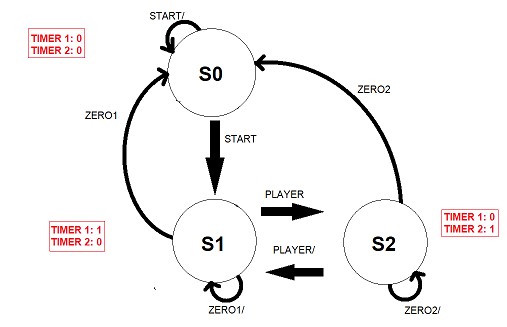 START/
TIMER 1: 0
TIMER 2: 0
S0
ZERO2
ZERO1
START
PLAYER
TIMER 1: 1
TIMER 2: 0
S1
S2
TIMER 1: 0
TIMER 2: 1
PLAYER/
ZERO1/
ZERO2/